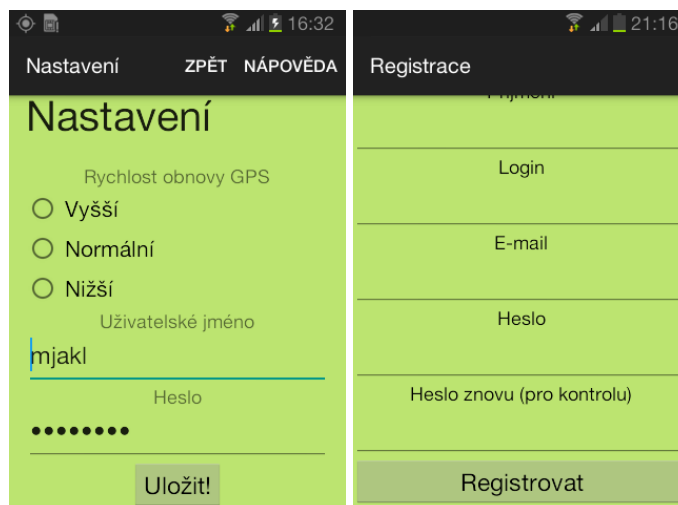 16:32
Nastavení ZPĚT NÁPOVĚDA
Nastavení
Rychlost obnovy GPS
Vyšší
Normální
Nižší
Uživatelské jméno
mjakl
Heslo
••••••••
Uložit!
21:16
Registrace
Login
E-mail
Heslo
Heslo znovu (pro kontrolu)
Registrovat